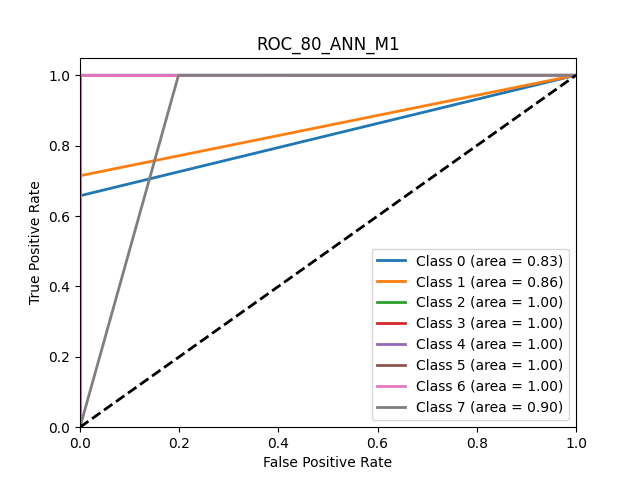 ROC_80_ANN_M1
1.0
0.8
0.6
0.4
0.2
0.0
True Positive Rate
Class 0 (area = 0.83)
Class 1 (area = 0.86)
Class 2 (area = 1.00)
Class 3 (area = 1.00)
Class 4 (area = 1.00)
Class 5 (area = 1.00)
Class 6 (area = 1.00)
Class 7 (area = 0.90)
0.0 0.2 0.4 0.6 0.8 1.0
False Positive Rate